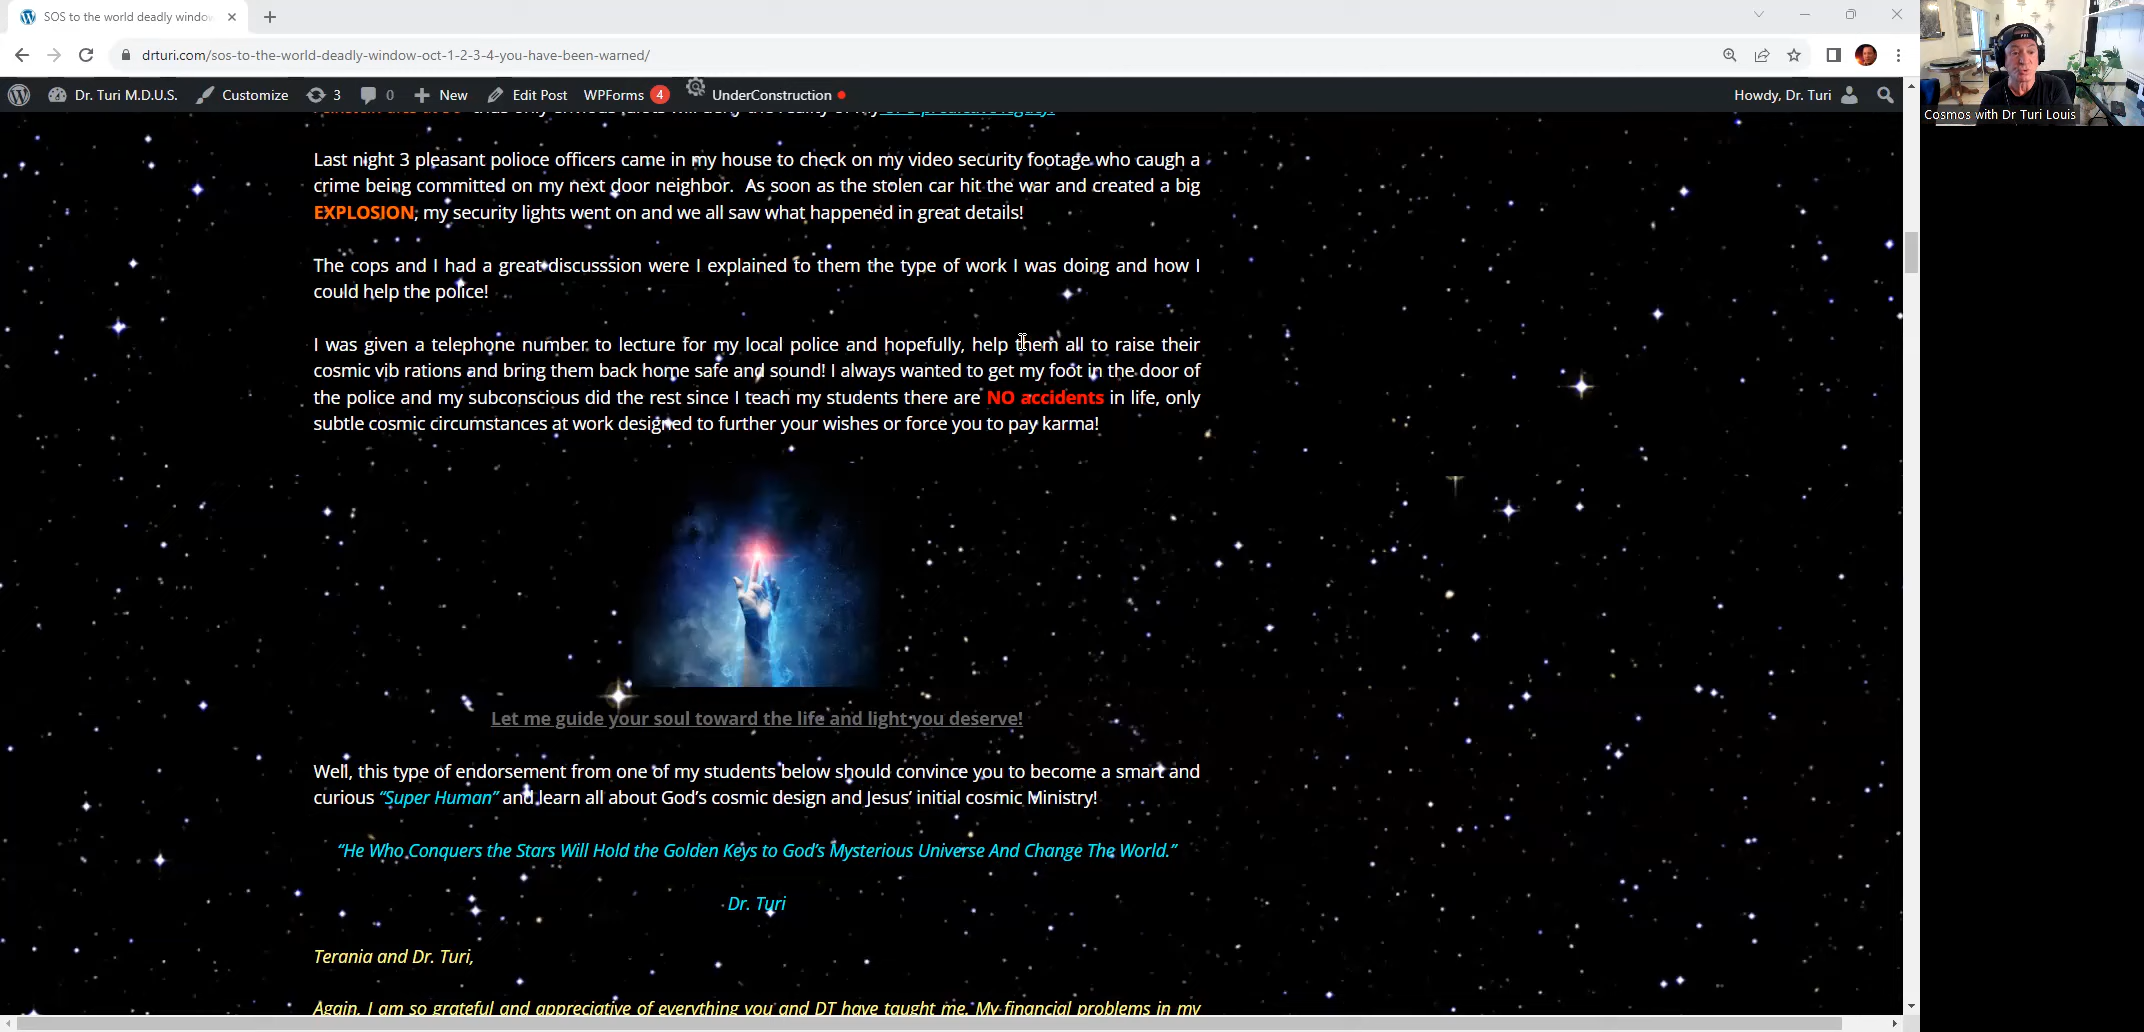 SOS to the world deadly windo
drturi.com/sos-to-the-world-deadly-window-oct-1-2-3-4-you-have-been-warned/
Dr. Turi M.D.U.S. Customize 3 0 New Edit Post WPForms 4 UnderConstruction Howdy, Dr. Turi
Cosmos with Dr Turi Louis
Last night 3 pleasant polioce officers came in my house to check on my video security footage who caugh a
crime being committed on my next door neighbor. As soon as the stolen car hit the war and created a big
EXPLOSION, my security lights went on and we all saw what happened in great details!
The cops and I had a great discusssion were I explained to them the type of work I was doing and how I
could help the police!
I was given a telephone number to lecture for my local police and hopefully, help them all to raise their
cosmic vib rations and bring them back home safe and sound! I always wanted to get my foot in the door of
the police and my subconscious did the rest since I teach my students there are NO accidents in life, only
subtle cosmic circumstances at work designed to further your wishes or force you to pay karma!
Let me guide your soul toward the life and light you deserve!
Well, this type of endorsement from one of my students below should convince you to become a smart and
curious “Super Human” and learn all about God’s cosmic design and Jesus’ initial cosmic Ministry!
“He Who Conquers the Stars Will Hold the Golden Keys to God’s Mysterious Universe And Change The World.”
Dr. Turi
Terania and Dr. Turi,
Again, I am so grateful and appreciative of everything you and DT have taught me. My financial problems in my